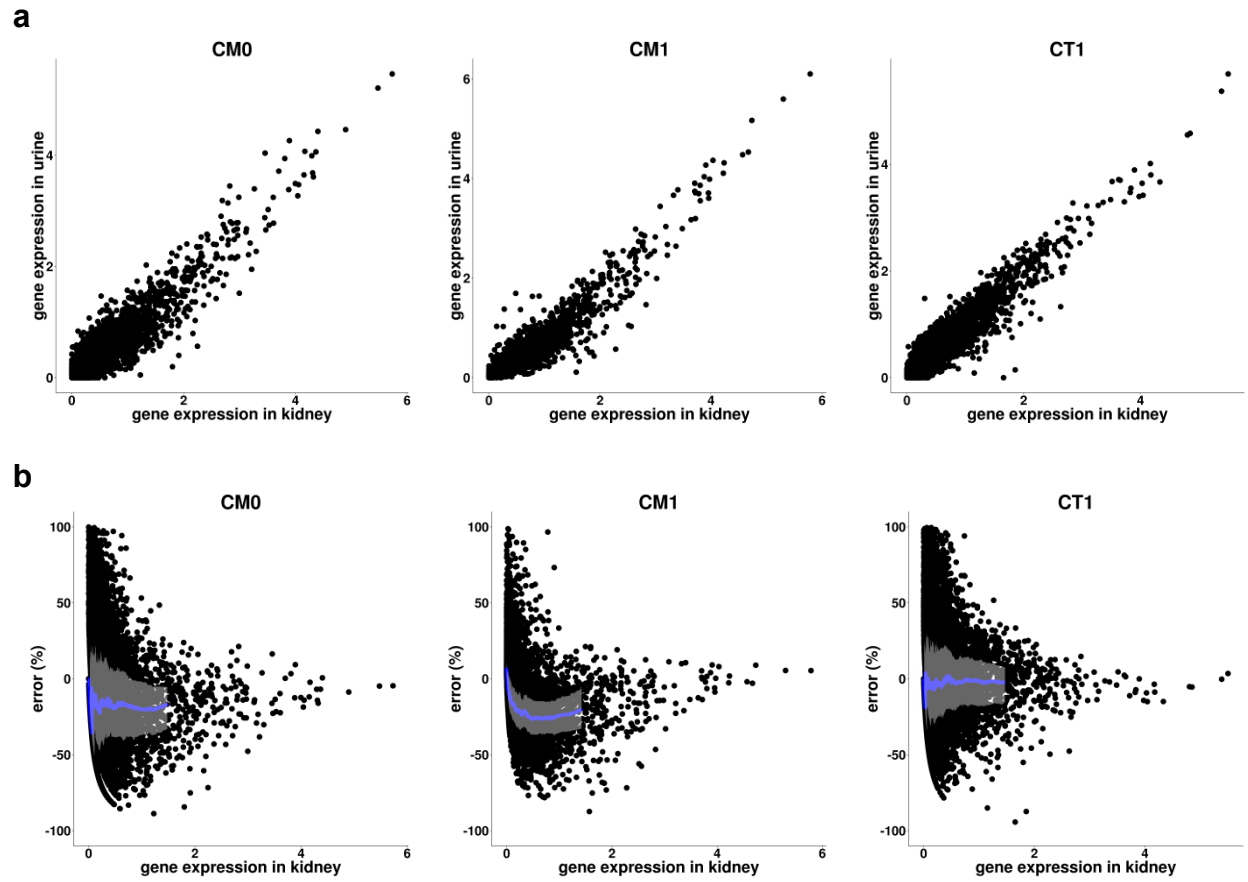 a
CM0
CM1
CT1
gene expression in urine
4
2
0
0 2 4 6
gene expression in kidney
gene expression in urine
6
4
2
0
0 2 4 6
gene expression in kidney
gene expression in urine
4
2
0
0 2 4
gene expression in kidney
b
CM0
CM1
CT1
error (%)
100
50
0
-50
-100
0 2 4 6
gene expression in kidney
error (%)
100
50
0
-50
-100
0 2 4 6
gene expression in kidney
error (%)
100
50
0
-50
-100
0 2 4
gene expression in kidney